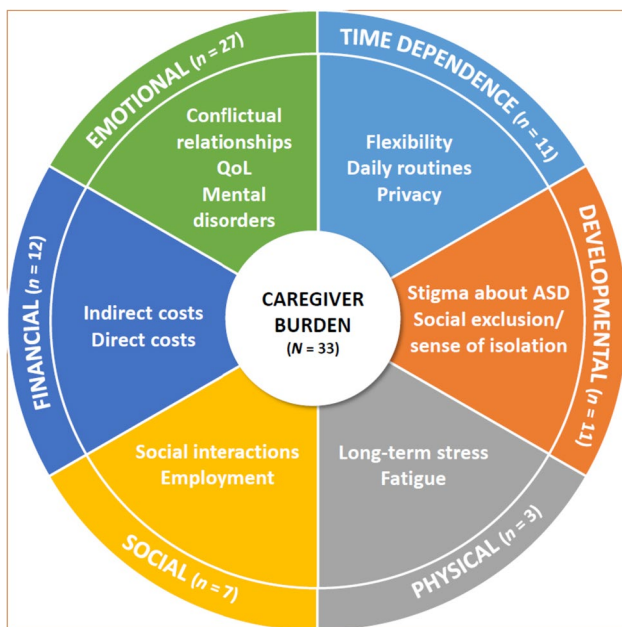 EMOTIONAL (n = 27)
Conflictual
relationships
QoL
Mental
disorders
TIME DEPENDENCE (n = 11)
Flexibility
Daily routines
Privacy
DEVELOPMENTAL (n = 11)
Stigma about ASD
Social exclusion/
sense of isolation
PHYSICAL (n = 3)
Long-term stress
Fatigue
SOCIAL (n = 7)
Social interactions
Employment
FINANCIAL (n = 12)
Indirect costs
Direct costs
CAREGIVER
BURDEN
(N = 33)